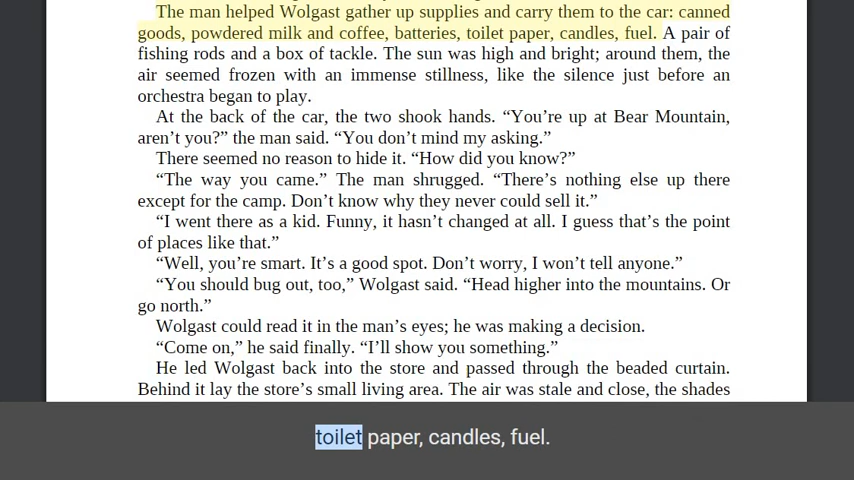 The man helped Wolgast gather up supplies and carry them to the car: canned
goods, powdered milk and coffee, batteries, toilet paper, candles, fuel. A pair of
fishing rods and a box of tackle. The sun was high and bright; around them, the
air seemed frozen with an immense stillness, like the silence just before an
orchestra began to play.
At the back of the car, the two shook hands. “You’re up at Bear Mountain,
aren’t you?” the man said. “You don’t mind my asking.”
There seemed no reason to hide it. “How did you know?”
“The way you came.” The man shrugged. “There’s nothing else up there
except for the camp. Don’t know why they never could sell it.”
“I went there as a kid. Funny, it hasn’t changed at all. I guess that’s the point
of places like that.”
“Well, you’re smart. It’s a good spot. Don’t worry, I won’t tell anyone.”
“You should bug out, too,” Wolgast said. “Head higher into the mountains. Or
go north.”
Wolgast could read it in the man’s eyes; he was making a decision.
“Come on,” he said finally. “I’ll show you something.”
He led Wolgast back into the store and passed through the beaded curtain.
Behind it lay the store’s small living area. The air was stale and close, the shades
toilet paper, candles, fuel.